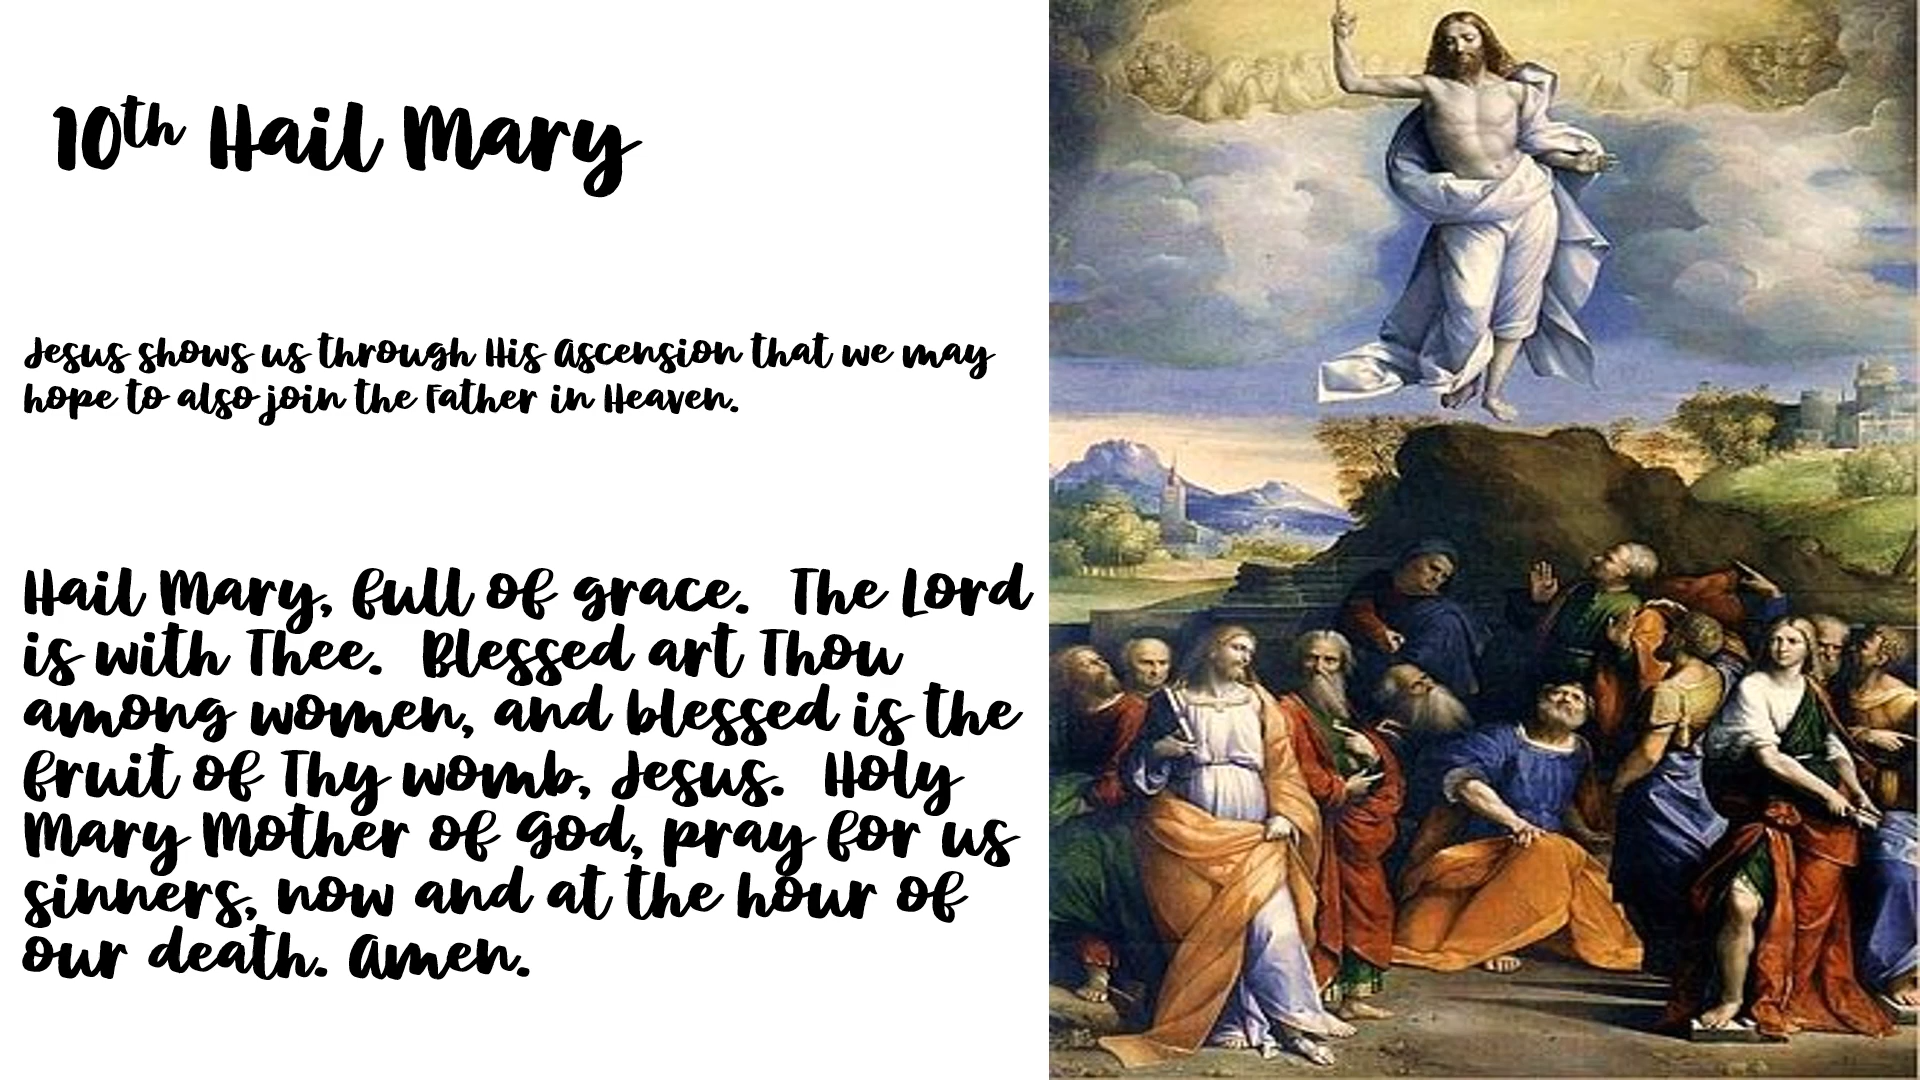 10th Hail Mary
Jesus shows us through His Ascension that we may
hope to also join the Father in Heaven.
Hail Mary, full of grace.  The Lord
is with Thee.  Blessed art Thou
among women, and blessed is the
fruit of Thy womb, Jesus.  Holy
Mary Mother of God, pray for us
sinners, now and at the hour of
our death. Amen.